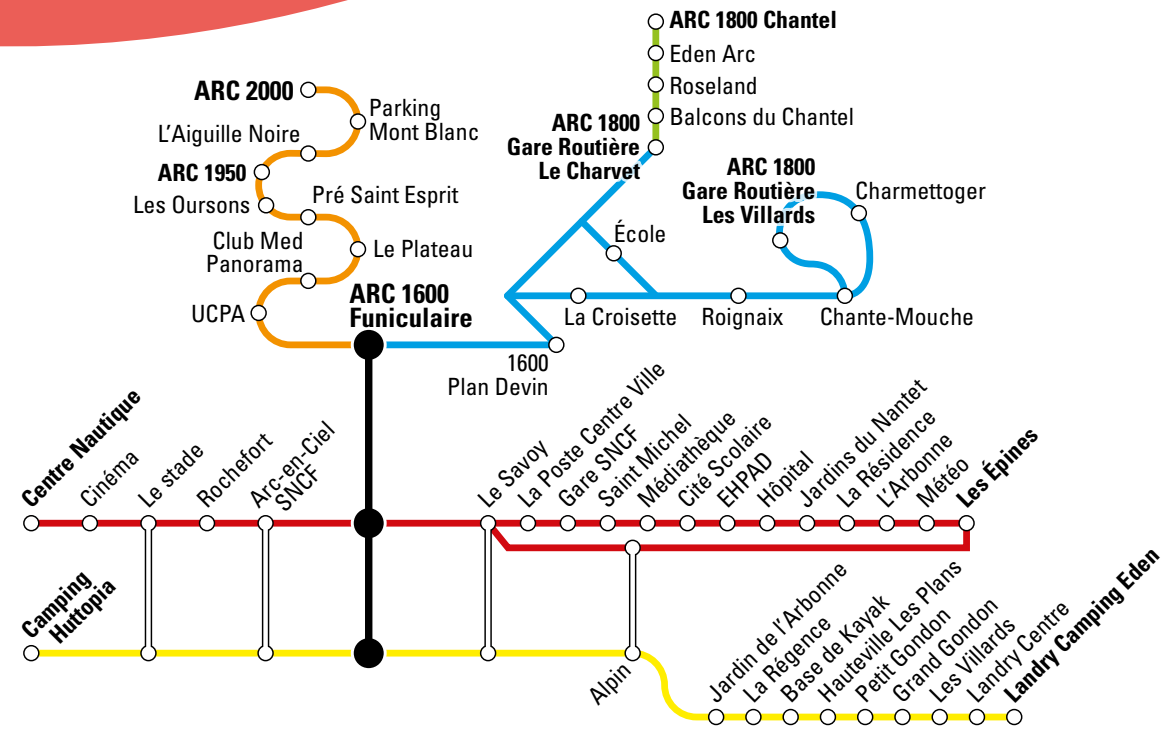 ARC 1800 Chantel
Eden Arc
Roseland
Balcons du Chantel
ARC 1800
Gare Routière
Le Charvet
ARC 2000
Parking
Mont Blanc
L'Aiguille Noire
ARC 1950
Les Oursons
Pré Saint Esprit
Club Med
Panorama
Le Plateau
UCPA
ARC 1600
Funiculaire
ARC 1800
Gare Routière
Les Villards
Charmettoger
École
La Croisette
Roignaix
Chante-Mouche
1600
Plan Devin
Centre Nautique
Cinéma
Le stade
Rochefort
Arc-en-Ciel
SNCF
Le Savoy
La Poste Centre Ville
Gare SNCF
Saint Michel
Médiathèque
Cité Scolaire
EHPAD
Hôpital
Jardins du Nantet
La Résidence
L'Arbonne
Météo
Les Épines
Camping
Huttopia
Alpin
Jardin de l'Arbonne
La Régence
Base de Kayak
Hauteville Les Plans
Petit Gondon
Grand Gondon
Les Villards
Landry Centre
Landry Camping Eden